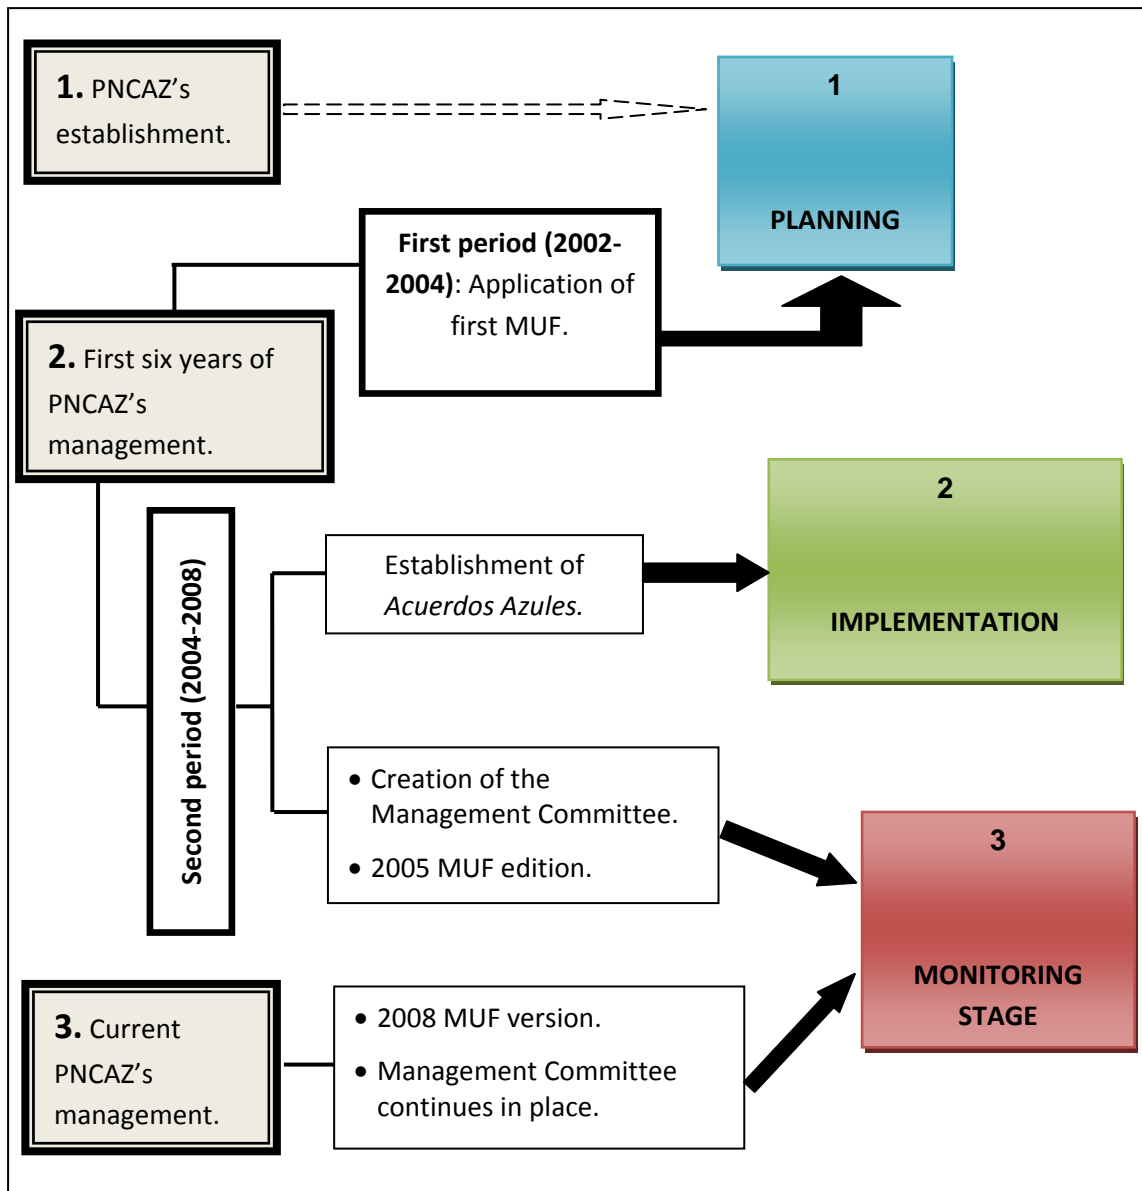 1. PNCAZ’s
establishment.
1
PLANNING
First period (2002-
2004): Application of
first MUF.
2. First six years of
PNCAZ’s
management.
Second period (2004-2008)
Establishment of
Acuerdos Azules.
2
IMPLEMENTATION
• Creation of the
Management Committee.
• 2005 MUF edition.
3
MONITORING
STAGE
3. Current
PNCAZ’s
management.
• 2008 MUF version.
• Management Committee
continues in place.